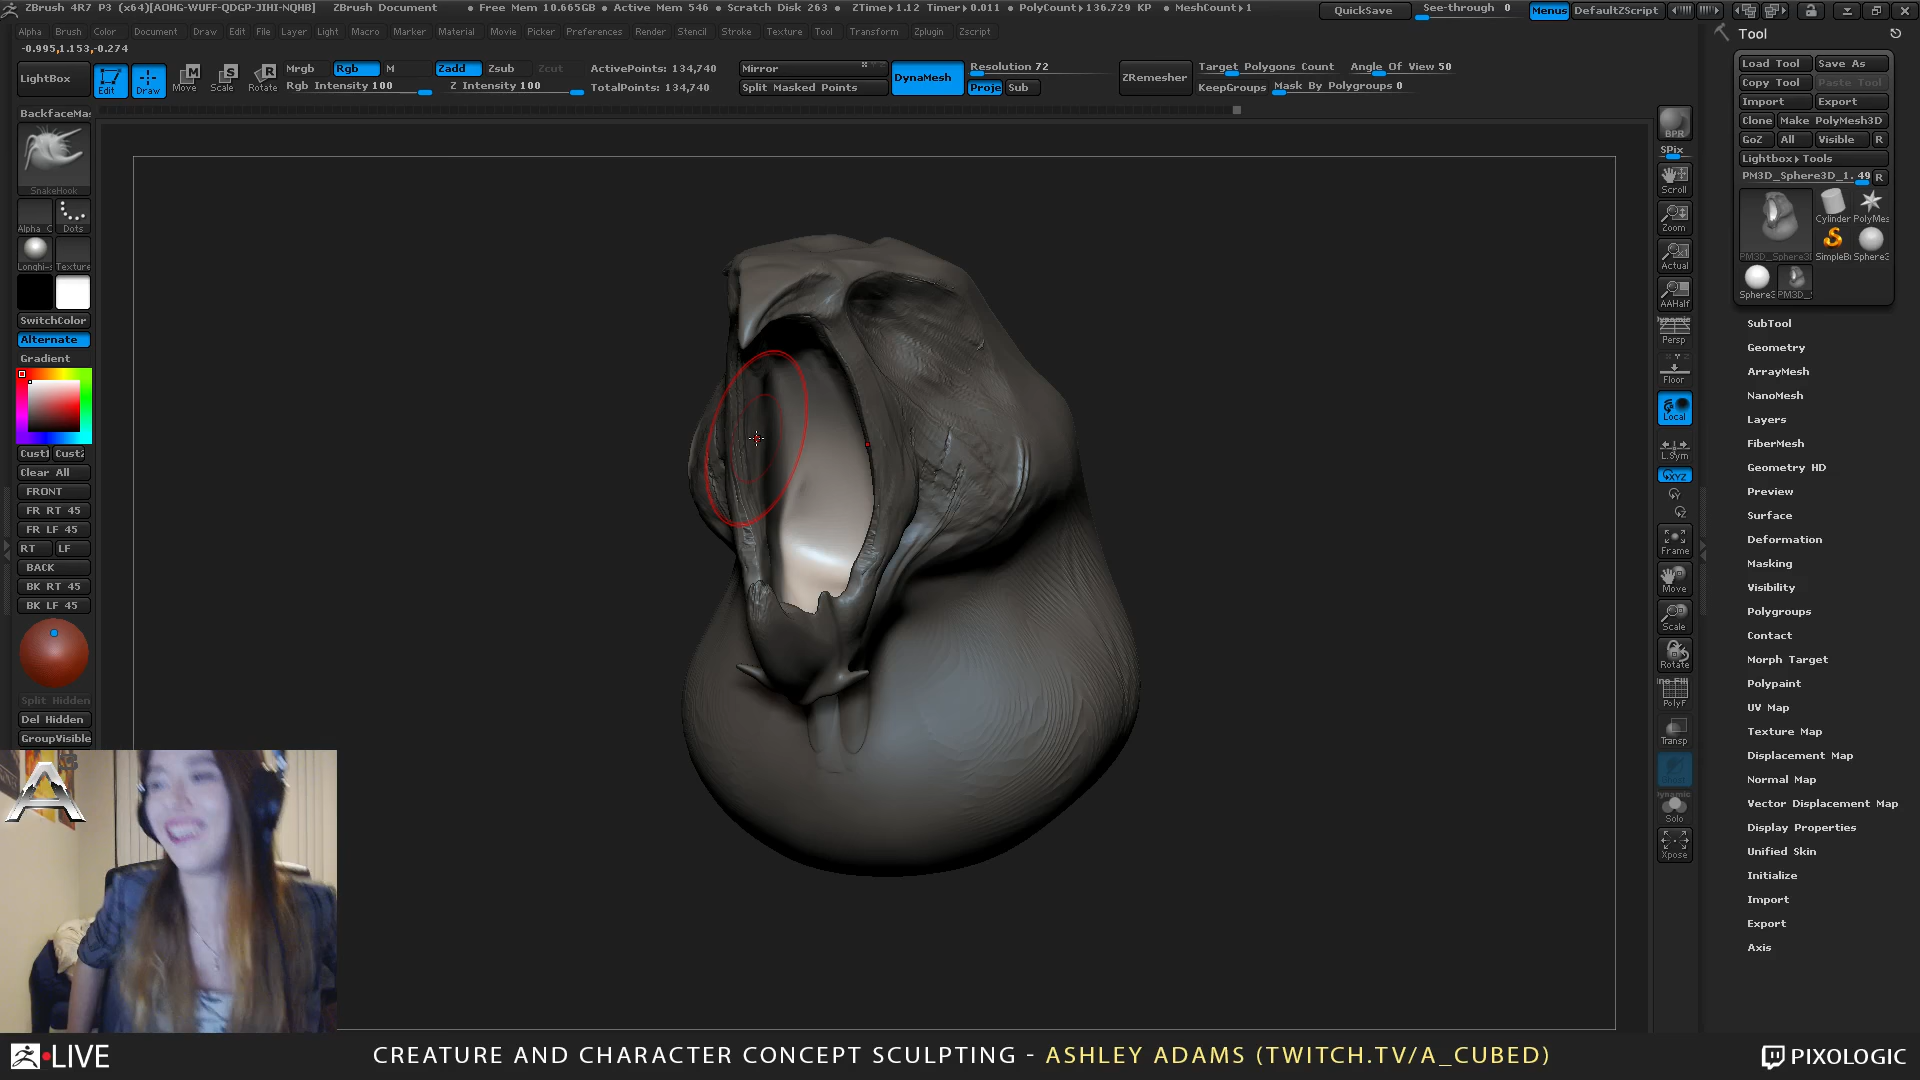 ZBrush 4R7 P3 (x64)[AOHG-WUFF-QDGP-JIHI-NQHB] ZBrush Document • Free Mem 10.665GB • Active Mem 546 • Scratch Disk 263 • ZTime▸1.12 Timer▸0.011 • PolyCount▸136.729 KP • MeshCount▸1 QuickSave See-through 0 Menus DefaultZScript
Alpha Brush Color Document Draw Edit File Layer Light Macro Marker Material Movie Picker Preferences Render Stencil Stroke Texture Tool Transform Zplugin Zscript
-0.995,1.153,-0.274
LightBox Edit Draw Move Scale Rotate
Mrgb Rgb M Zadd Zsub Zcut ActivePoints: 134,740 Mirror
Rgb Intensity 100 Z Intensity 100 TotalPoints: 134,740 Split Masked Points
DynaMesh Resolution 72 Proje Sub
ZRemesher Target Polygons Count Angle Of View 50
KeepGroups Mask By Polygroups 0
BackfaceMas
SnakeHook
Alpha Dots
Texture
SwitchColor
Alternate
Gradient
Cust1 Cust2
Clear All
FRONT
FR RT 45
FR LF 45
RT LF
BACK
BK RT 45
BK LF 45
Split Hidden
Del Hidden
GroupVisible
BPR
SPix
Scroll
Zoom
Actual
AAHalf
Dynamic
Persp
Floor
Local
L.Sym
XYZ
Frame
Move
Scale
Rotate
PolyF
Transp
Ghost
Dynamic
Solo
Xpose
Tool
Load Tool Save As
Copy Tool Paste Tool
Import Export
Clone Make PolyMesh3D
GoZ All Visible R
Lightbox▸Tools
PM3D_Sphere3D_1. 49 R
Cylinder PolyMes
PM3D_Sphere3D SimpleB Sphere3
Sphere3 PM3D_
SubTool
Geometry
ArrayMesh
NanoMesh
Layers
FiberMesh
Geometry HD
Preview
Surface
Deformation
Masking
Visibility
Polygroups
Contact
Morph Target
Polypaint
UV Map
Texture Map
Displacement Map
Normal Map
Vector Displacement Map
Display Properties
Unified Skin
Initialize
Import
Export
Axis
LIVE CREATURE AND CHARACTER CONCEPT SCULPTING - ASHLEY ADAMS (TWITCH.TV/A_CUBED) PIXOLOGIC